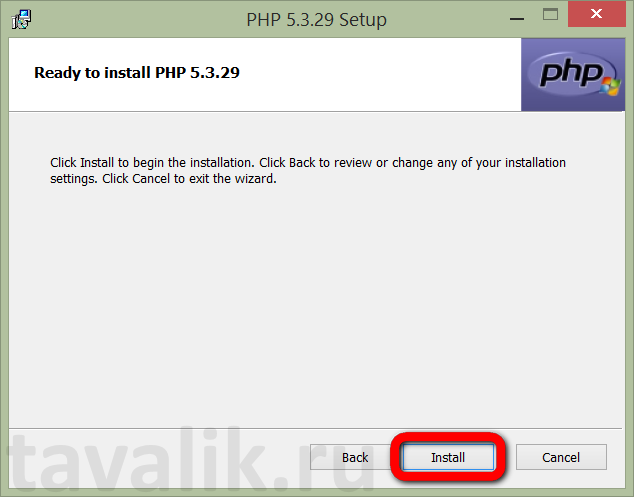 PHP 5.3.29 Setup
Ready to install PHP 5.3.29
php
Click Install to begin the installation. Click Back to review or change any of your installation
settings. Click Cancel to exit the wizard.
tavalik.ru
Back Install Cancel